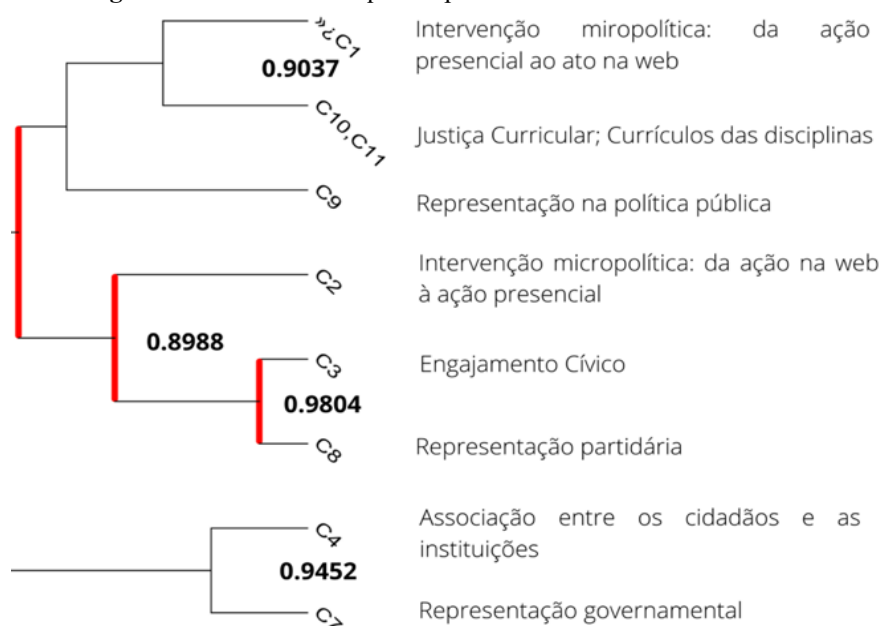 »¿C1
Intervenção miropolítica: da ação
presencial ao ato na web
0.9037
C10,C11
Justiça Curricular; Currículos das disciplinas
C9
Representação na política pública
C2
Intervenção micropolítica: da ação na web
à ação presencial
0.8988
C3
Engajamento Cívico
0.9804
C8
Representação partidária
C4
Associação entre os cidadãos e as
instituições
0.9452
C7
Representação governamental